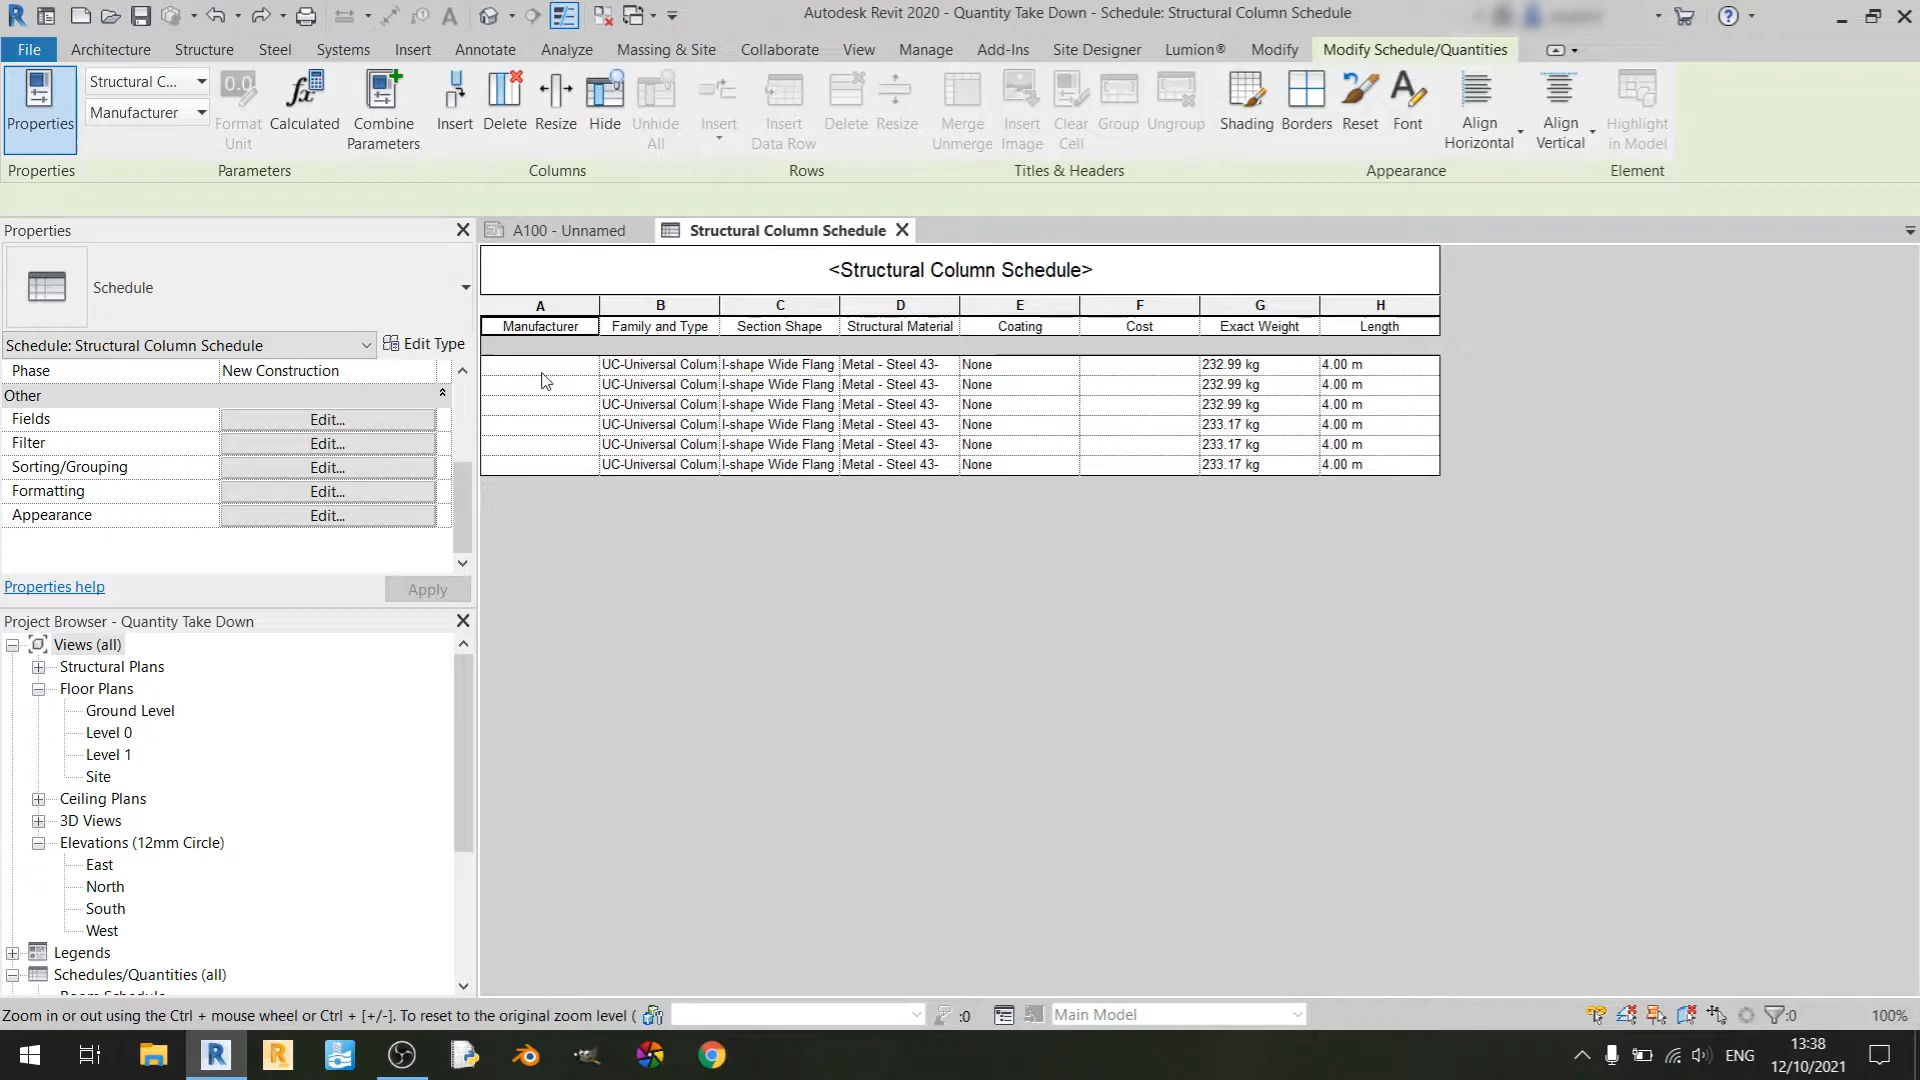 Autodesk Revit 2020 - Quantity Take Down - Schedule: Structural Column Schedule
File Architecture Structure Steel Systems Insert Annotate Analyze Massing & Site Collaborate View Manage Add-Ins Site Designer Lumion® Modify Modify Schedule/Quantities
Properties
Structural C...
Manufacturer
Format Unit
Calculated
Combine Parameters
Insert
Delete
Resize
Hide
Unhide All
Insert
Insert Data Row
Delete
Resize
Merge Unmerge
Insert Image
Clear Cell
Group
Ungroup
Shading
Borders
Reset
Font
Align Horizontal
Align Vertical
Highlight in Model
Properties Parameters Columns Rows Titles & Headers Appearance Element
Properties
Schedule
Schedule: Structural Column Schedule Edit Type
Phase New Construction
Other
Fields Edit...
Filter Edit...
Sorting/Grouping Edit...
Formatting Edit...
Appearance Edit...
Properties help Apply
Project Browser - Quantity Take Down
Views (all)
Structural Plans
Floor Plans
Ground Level
Level 0
Level 1
Site
Ceiling Plans
3D Views
Elevations (12mm Circle)
East
North
South
West
Legends
Schedules/Quantities (all)
A100 - Unnamed Structural Column Schedule
<Structural Column Schedule>
A B C D E F G H
Manufacturer Family and Type Section Shape Structural Material Coating Cost Exact Weight Length
UC-Universal Colum I-shape Wide Flang Metal - Steel 43- None 232.99 kg 4.00 m
UC-Universal Colum I-shape Wide Flang Metal - Steel 43- None 232.99 kg 4.00 m
UC-Universal Colum I-shape Wide Flang Metal - Steel 43- None 232.99 kg 4.00 m
UC-Universal Colum I-shape Wide Flang Metal - Steel 43- None 233.17 kg 4.00 m
UC-Universal Colum I-shape Wide Flang Metal - Steel 43- None 233.17 kg 4.00 m
UC-Universal Colum I-shape Wide Flang Metal - Steel 43- None 233.17 kg 4.00 m
Zoom in or out using the Ctrl + mouse wheel or Ctrl + [+/-]. To reset to the original zoom level ( :0 Main Model :0 100%
ENG
13:38
12/10/2021